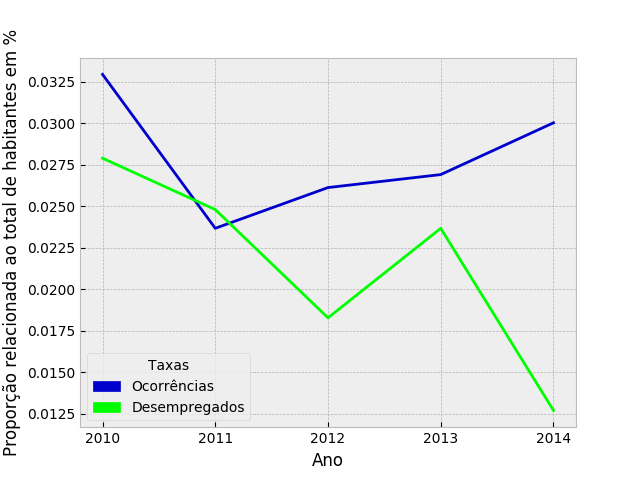 Proporção relacionada ao total de habitantes em %
0.0325
0.0300
0.0275
0.0250
0.0225
0.0200
0.0175
0.0150
0.0125
Taxas
Ocorrências
Desempregados
2010 2011 2012 2013 2014
Ano